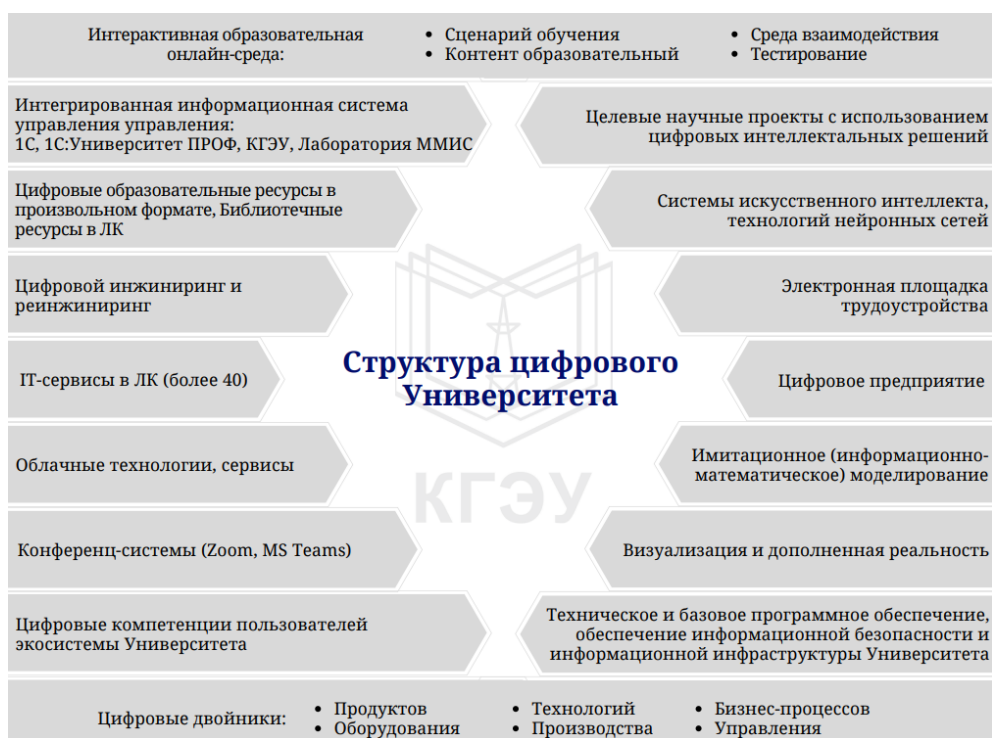 Интерактивная образовательная
онлайн-среда:
• Сценарий обучения
• Контент образовательный
• Среда взаимодействия
• Тестирование
Интегрированная информационная система
управления управления:
1С, 1С:Университет ПРОФ, КГЭУ, Лаборатория ММИС
Целевые научные проекты с использованием
цифровых интеллектальных решений
Цифровые образовательные ресурсы в
произвольном формате, Библиотечные
ресурсы в ЛК
Системы искусственного интеллекта,
технологий нейронных сетей
Цифровой инжиниринг и
реинжиниринг
Электронная площадка
трудоустройства
IT-сервисы в ЛК (более 40)
Структура цифрового
Университета
Цифровое предприятие
Облачные технологии, сервисы
Имитационное (информационно-
математическое) моделирование
КГЭУ
Конференц-системы (Zoom, MS Teams)
Визуализация и дополненная реальность
Цифровые компетенции пользователей
экосистемы Университета
Техническое и базовое программное обеспечение,
обеспечение информационной безопасности и
информационной инфраструктуры Университета
Цифровые двойники:
• Продуктов
• Оборудования
• Технологий
• Производства
• Бизнес-процессов
• Управления